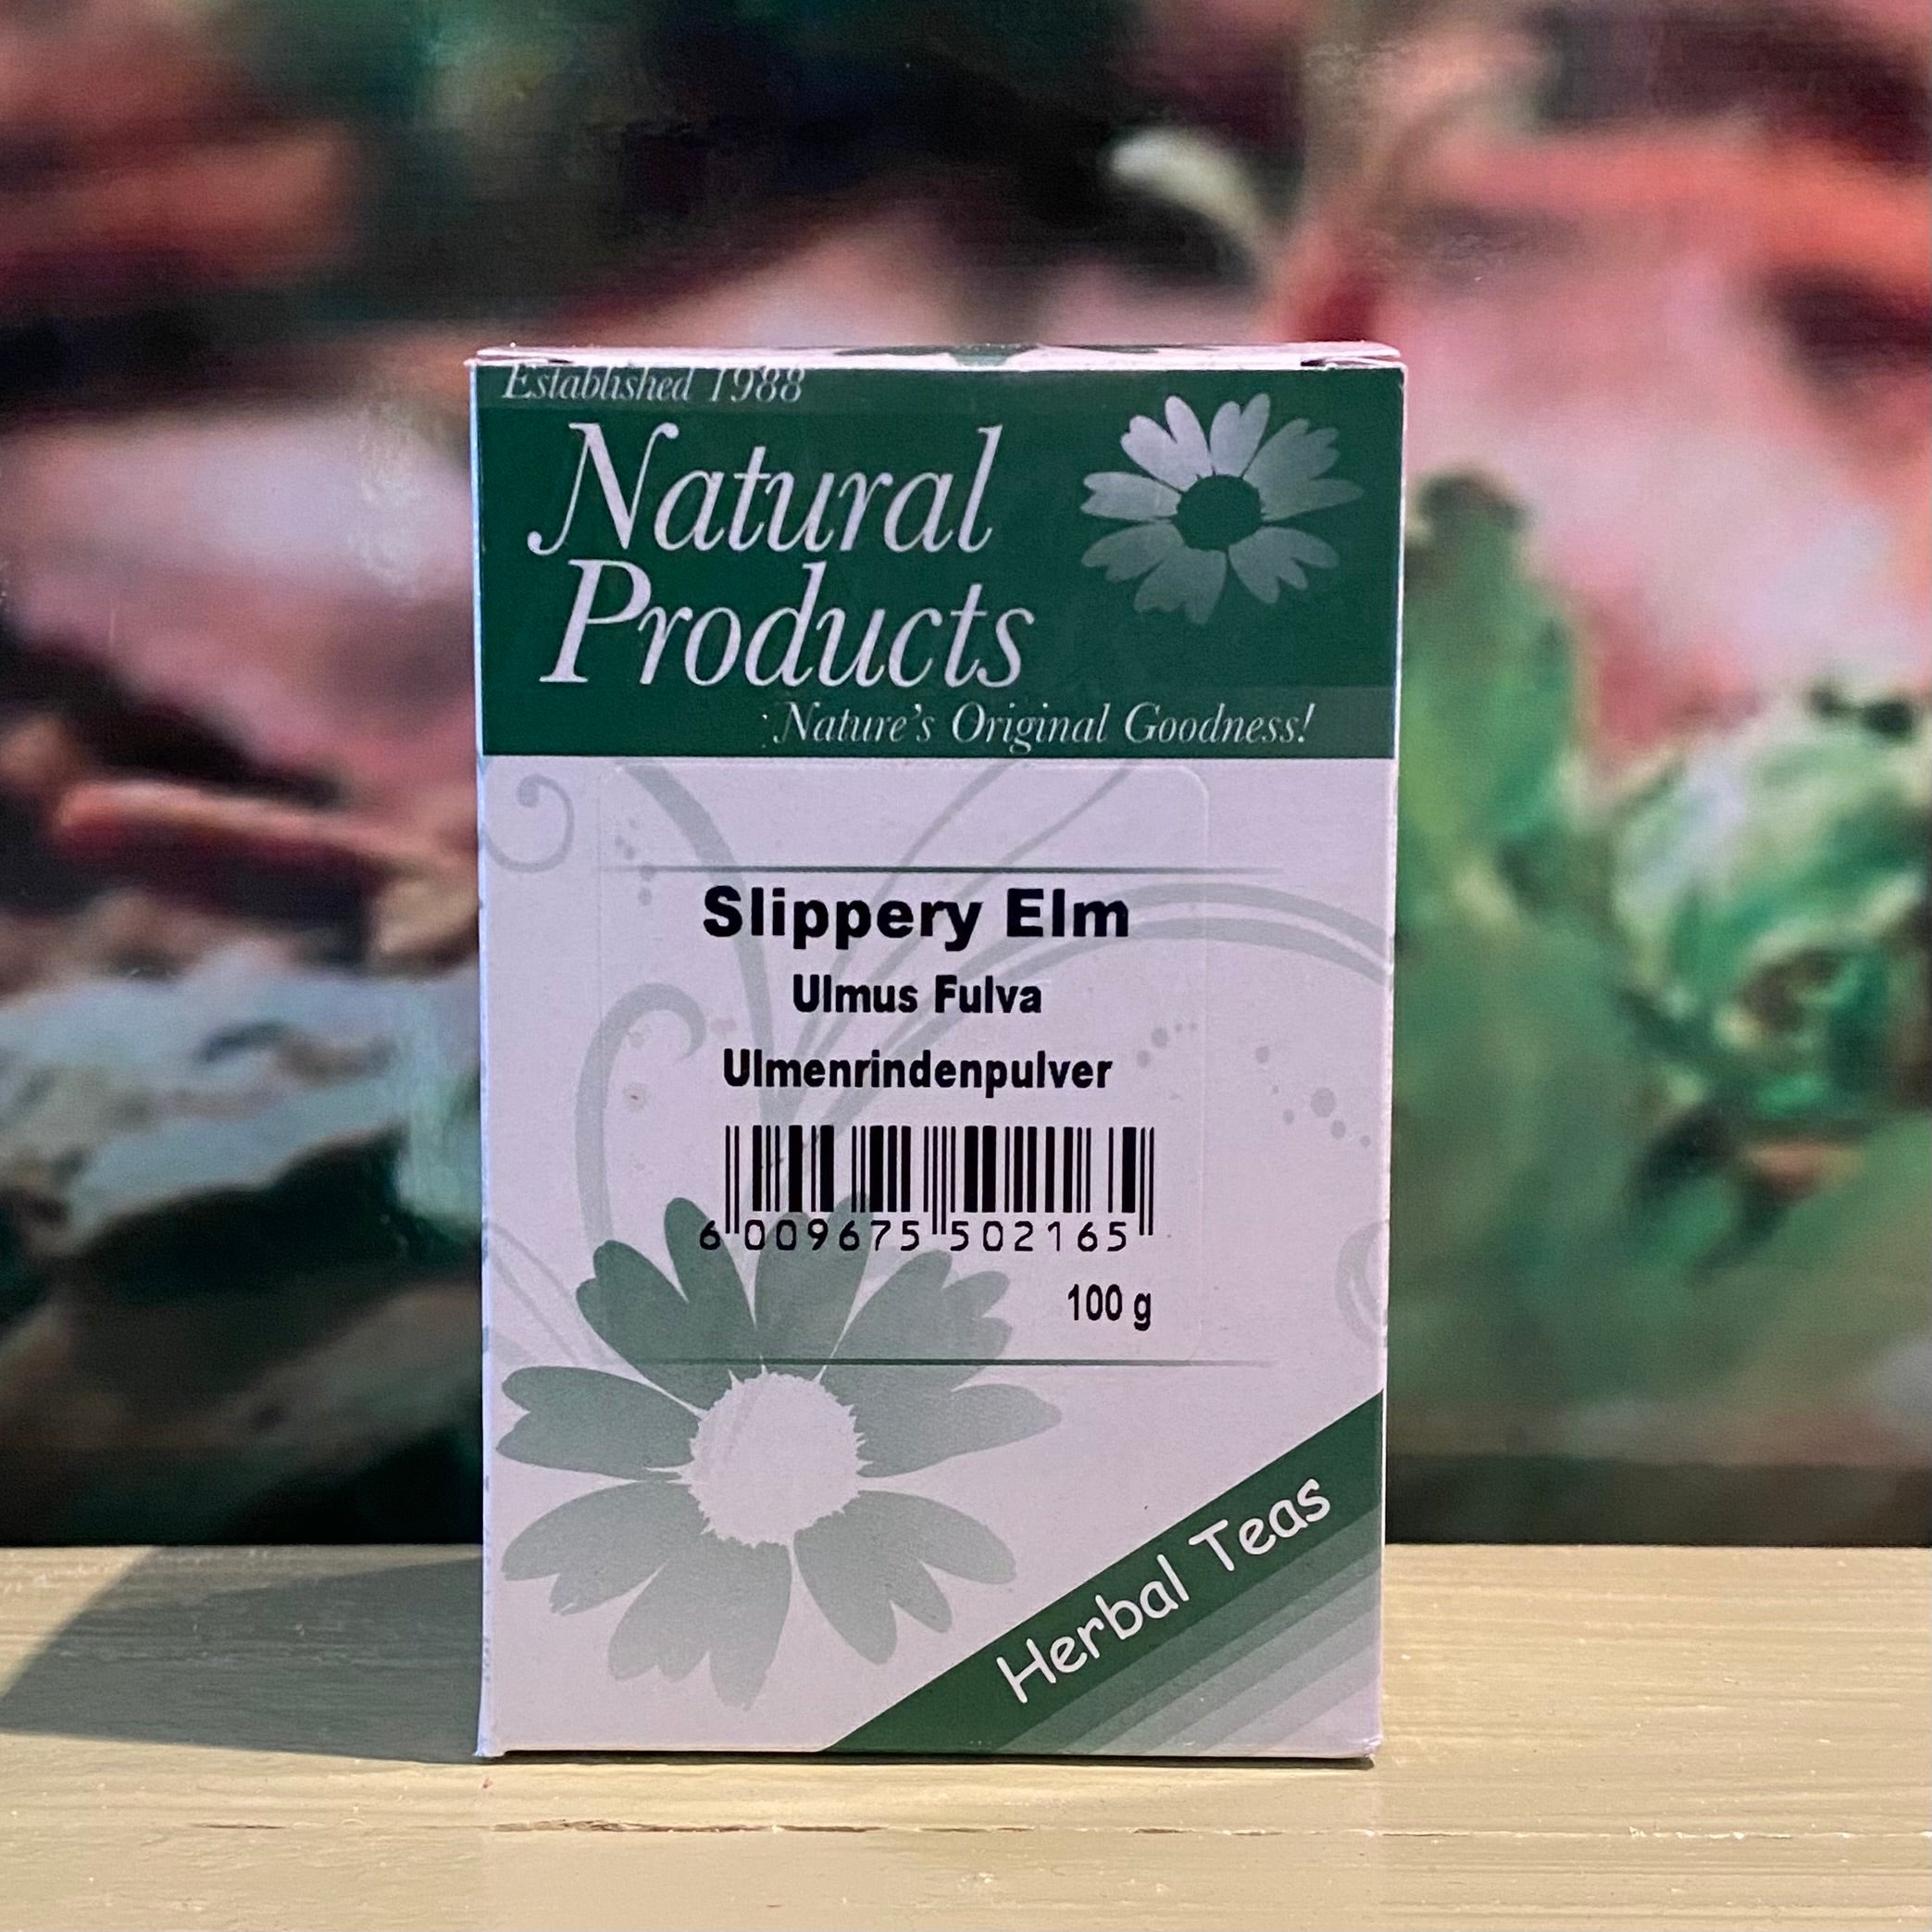 Established 1988
Natural
Products
Nature's Original Goodness!
Slippery Elm
Ulmus Fulva
Ulmenrindenpulver
6 009675 502165
100 g
Herbal Teas